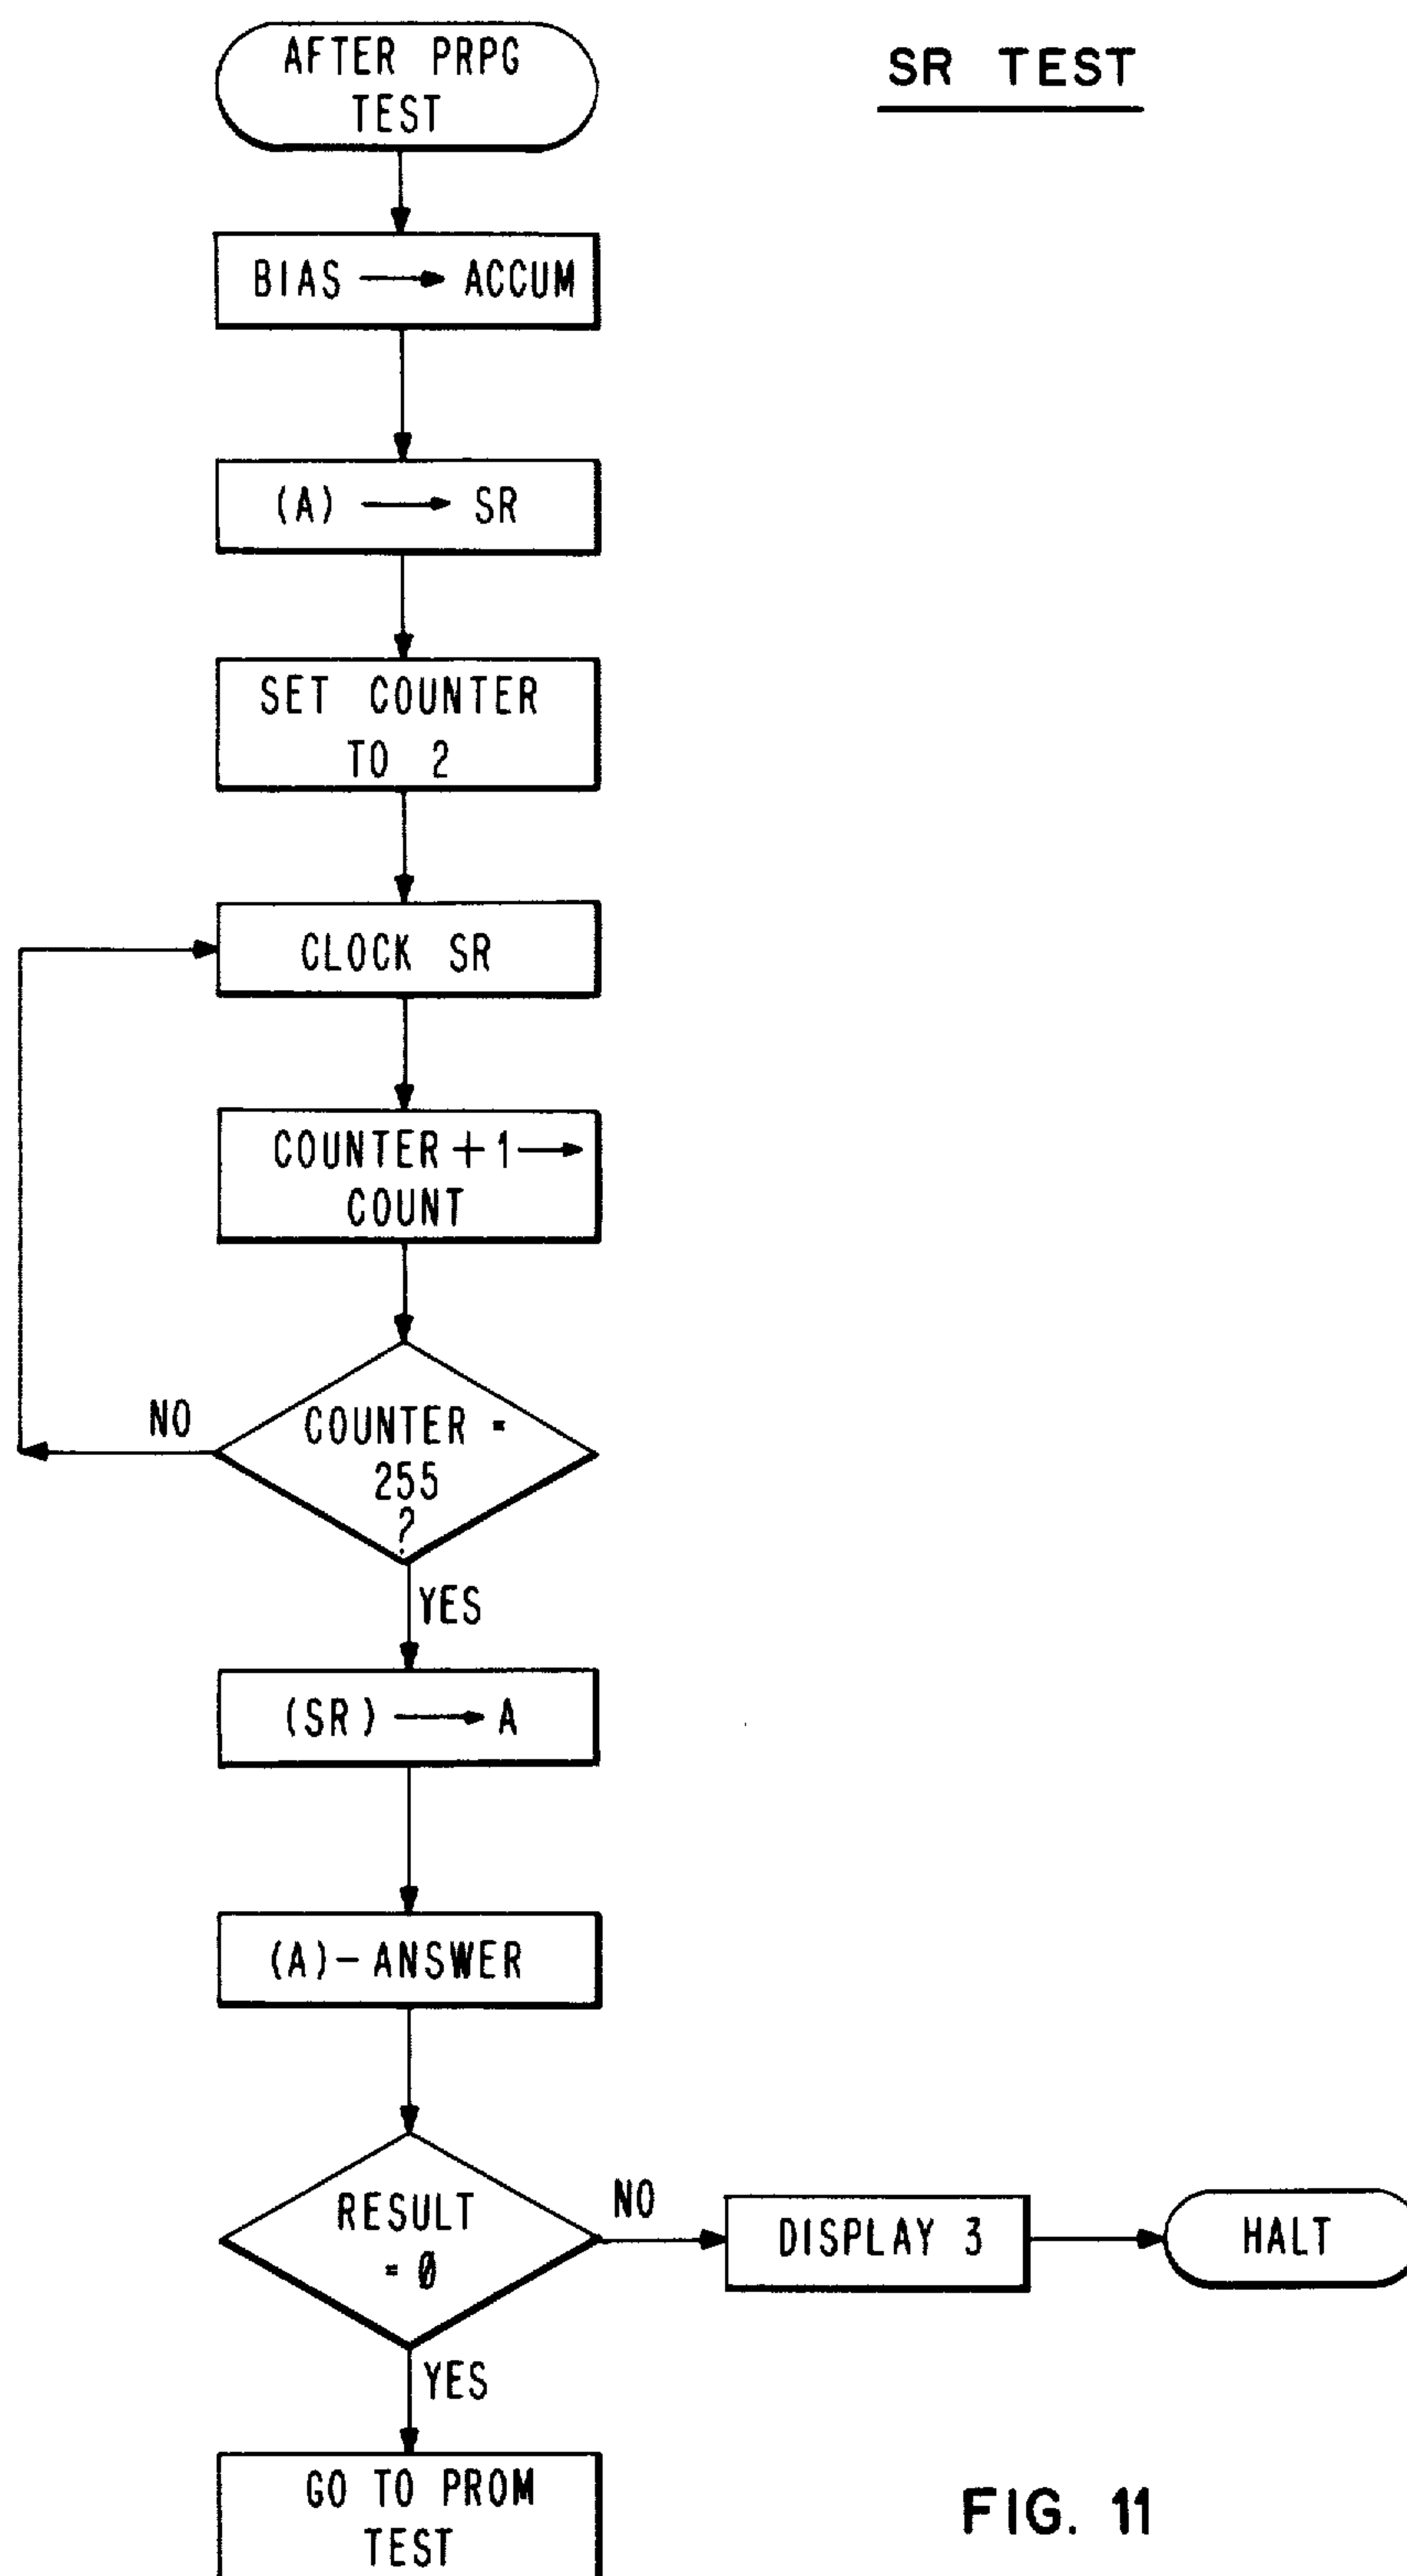 SR TEST
AFTER PRPG
TEST
BIAS → ACCUM
(A) → SR
SET COUNTER
TO 2
CLOCK SR
COUNTER+1→
COUNT
COUNTER =
255
?
NO
YES
(SR) → A
(A)-ANSWER
RESULT
= Ø
NO
DISPLAY 3
HALT
YES
GO TO PROM
TEST
FIG. 11